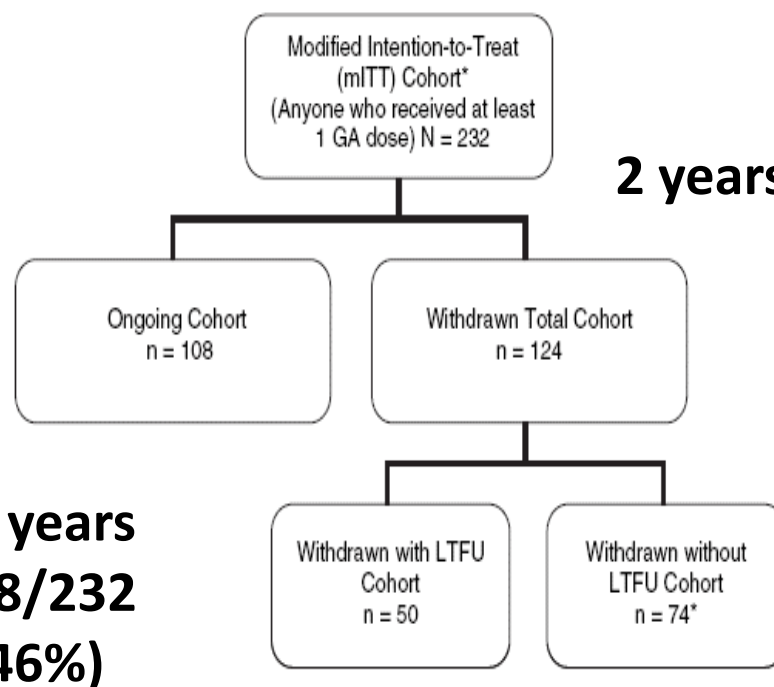 Modified Intention-to-Treat
(mITT) Cohort*
(Anyone who received at least
1 GA dose) N = 232
2 years
Ongoing Cohort
n = 108
Withdrawn Total Cohort
n = 124
years
8/232
46%)
Withdrawn with LTFU
Cohort
n = 50
Withdrawn without
LTFU Cohort
n = 74*